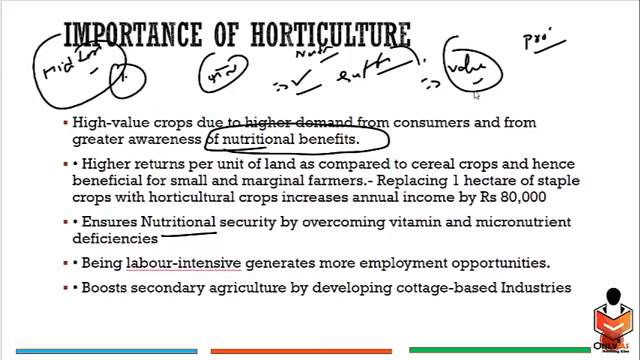 IMPORTANCE OF HORTICULTURE
value
▪ High-value crops due to higher demand from consumers and from
greater awareness of nutritional benefits.
▪ • Higher returns per unit of land as compared to cereal crops and hence
beneficial for small and marginal farmers.- Replacing 1 hectare of staple
crops with horticultural crops increases annual income by Rs 80,000
▪ • Ensures Nutritional security by overcoming vitamin and micronutrient
deficiencies
▪ • Being labour-intensive generates more employment opportunities.
▪ • Boosts secondary agriculture by developing cottage-based Industries